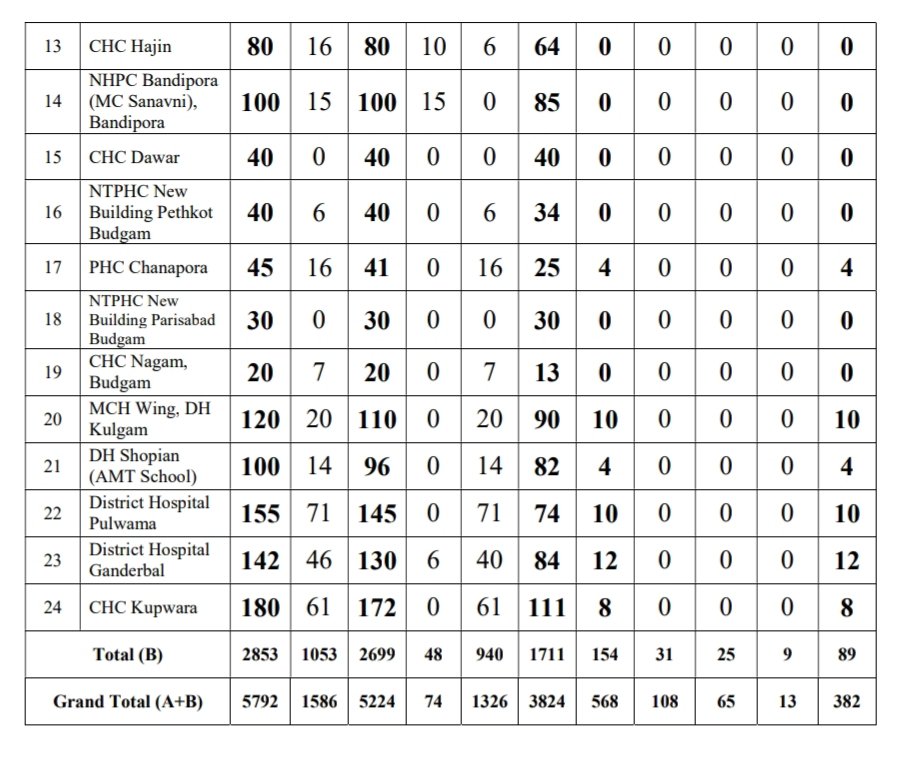 13 CHC Hajin 80 16 80 10 6 64 0 0 0 0 0
NHPC Bandipora
14 (MC Sanavni), 100 15 100 15 0 85 0 0 0 0 0
Bandipora
15 CHC Dawar 40 0 40 0 0 40 0 0 0 0 0
NTPHC New
16 Building Pethkot 40 6 40 0 6 34 0 0 0 0 0
Budgam
17 PHC Chanapora 45 16 41 0 16 25 4 0 0 0 4
NTPHC New
18 Building Parisabad 30 0 30 0 0 30 0 0 0 0 0
Budgam
19 CHC Nagam, 20 7 20 0 7 13 0 0 0 0 0
Budgam
20 MCH Wing, DH 120 20 110 0 20 90 10 0 0 0 10
Kulgam
21 DH Shopian 100 14 96 0 14 82 4 0 0 0 4
(AMT School)
22 District Hospital 155 71 145 0 71 74 10 0 0 0 10
Pulwama
23 District Hospital 142 46 130 6 40 84 12 0 0 0 12
Ganderbal
24 CHC Kupwara 180 61 172 0 61 111 8 0 0 0 8
Total (B) 2853 1053 2699 48 940 1711 154 31 25 9 89
Grand Total (A+B) 5792 1586 5224 74 1326 3824 568 108 65 13 382